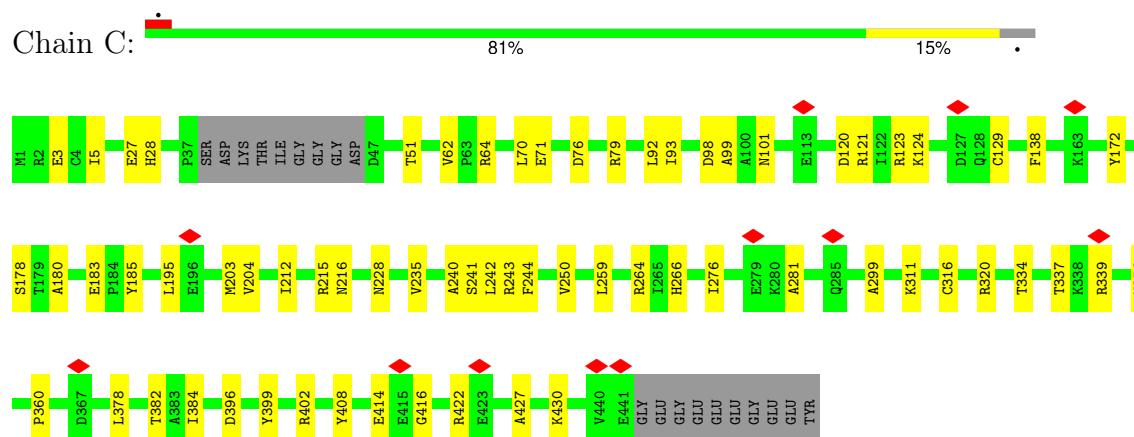 Chain C:
81% 15%
M1 R2 E3 C4 I5 E27 H28 P37 SER ASP LYS THR ILE GLY GLY GLY ASP D47 T51 V62 P63 R64 L70 E71 D76 R79 L92 I93 D98 A99 A100 N101 E113 D120 R121 I122 R123 K124 D127 Q128 C129 F138 K163 Y172
S178 T179 A180 E183 P184 Y185 L195 E196 M203 V204 I212 R215 N216 N228 V235 A240 S241 L242 R243 F244 V250 L259 R264 I265 H266 I276 E279 K280 A281 Q285 A299 K311 C316 R320 T334 T337 K338 R339
P360 D367 L378 T382 A383 I384 D396 Y399 R402 Y408 E414 E415 G416 R422 E423 A427 K430 V440 E441 GLY GLU GLY GLU GLU GLU GLY GLU GLU TYR